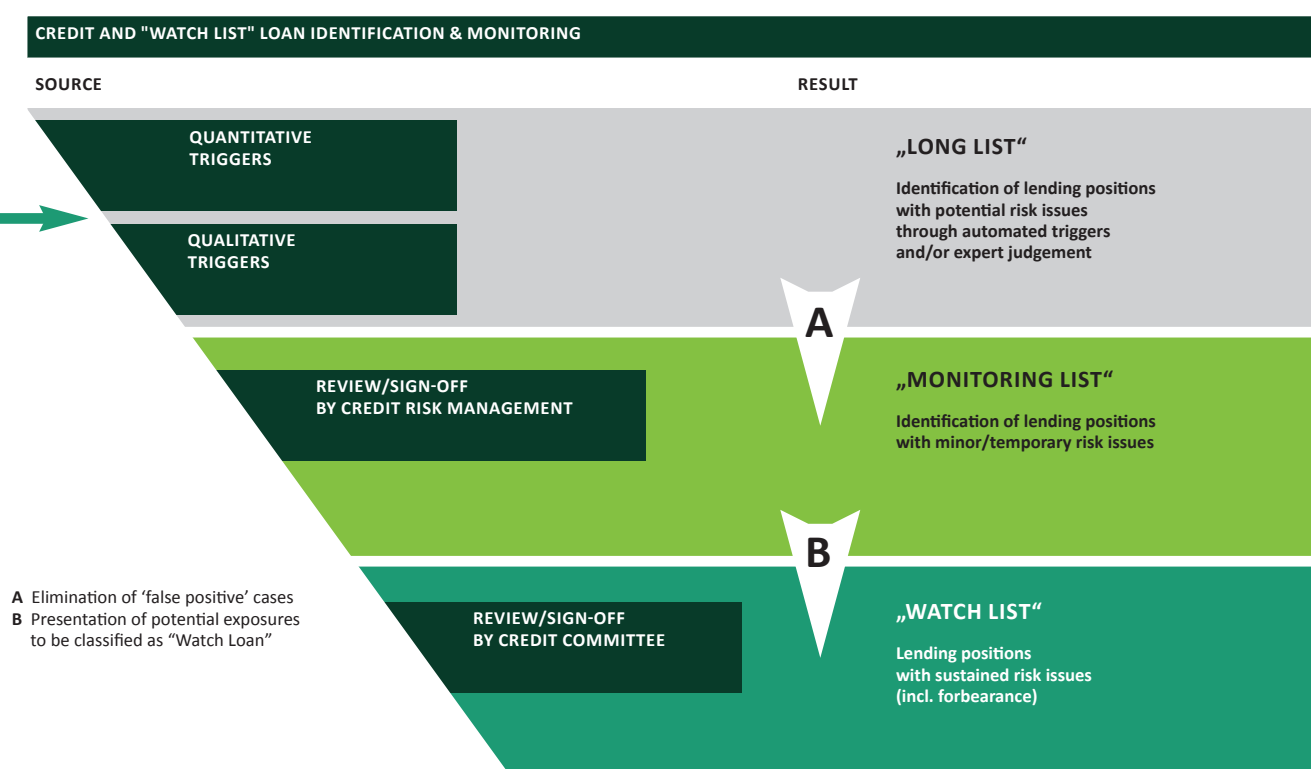 CREDIT AND "WATCH LIST" LOAN IDENTIFICATION & MONITORING
SOURCE
RESULT
QUANTITATIVE
TRIGGERS
„LONG LIST“
Identification of lending positions
with potential risk issues
through automated triggers
and/or expert judgement
QUALITATIVE
TRIGGERS
A
REVIEW/SIGN-OFF
BY CREDIT RISK MANAGEMENT
„MONITORING LIST“
Identification of lending positions
with minor/temporary risk issues
B
A Elimination of ‘false positive’ cases
B Presentation of potential exposures
to be classified as “Watch Loan”
REVIEW/SIGN-OFF
BY CREDIT COMMITTEE
„WATCH LIST“
Lending positions
with sustained risk issues
(incl. forbearance)